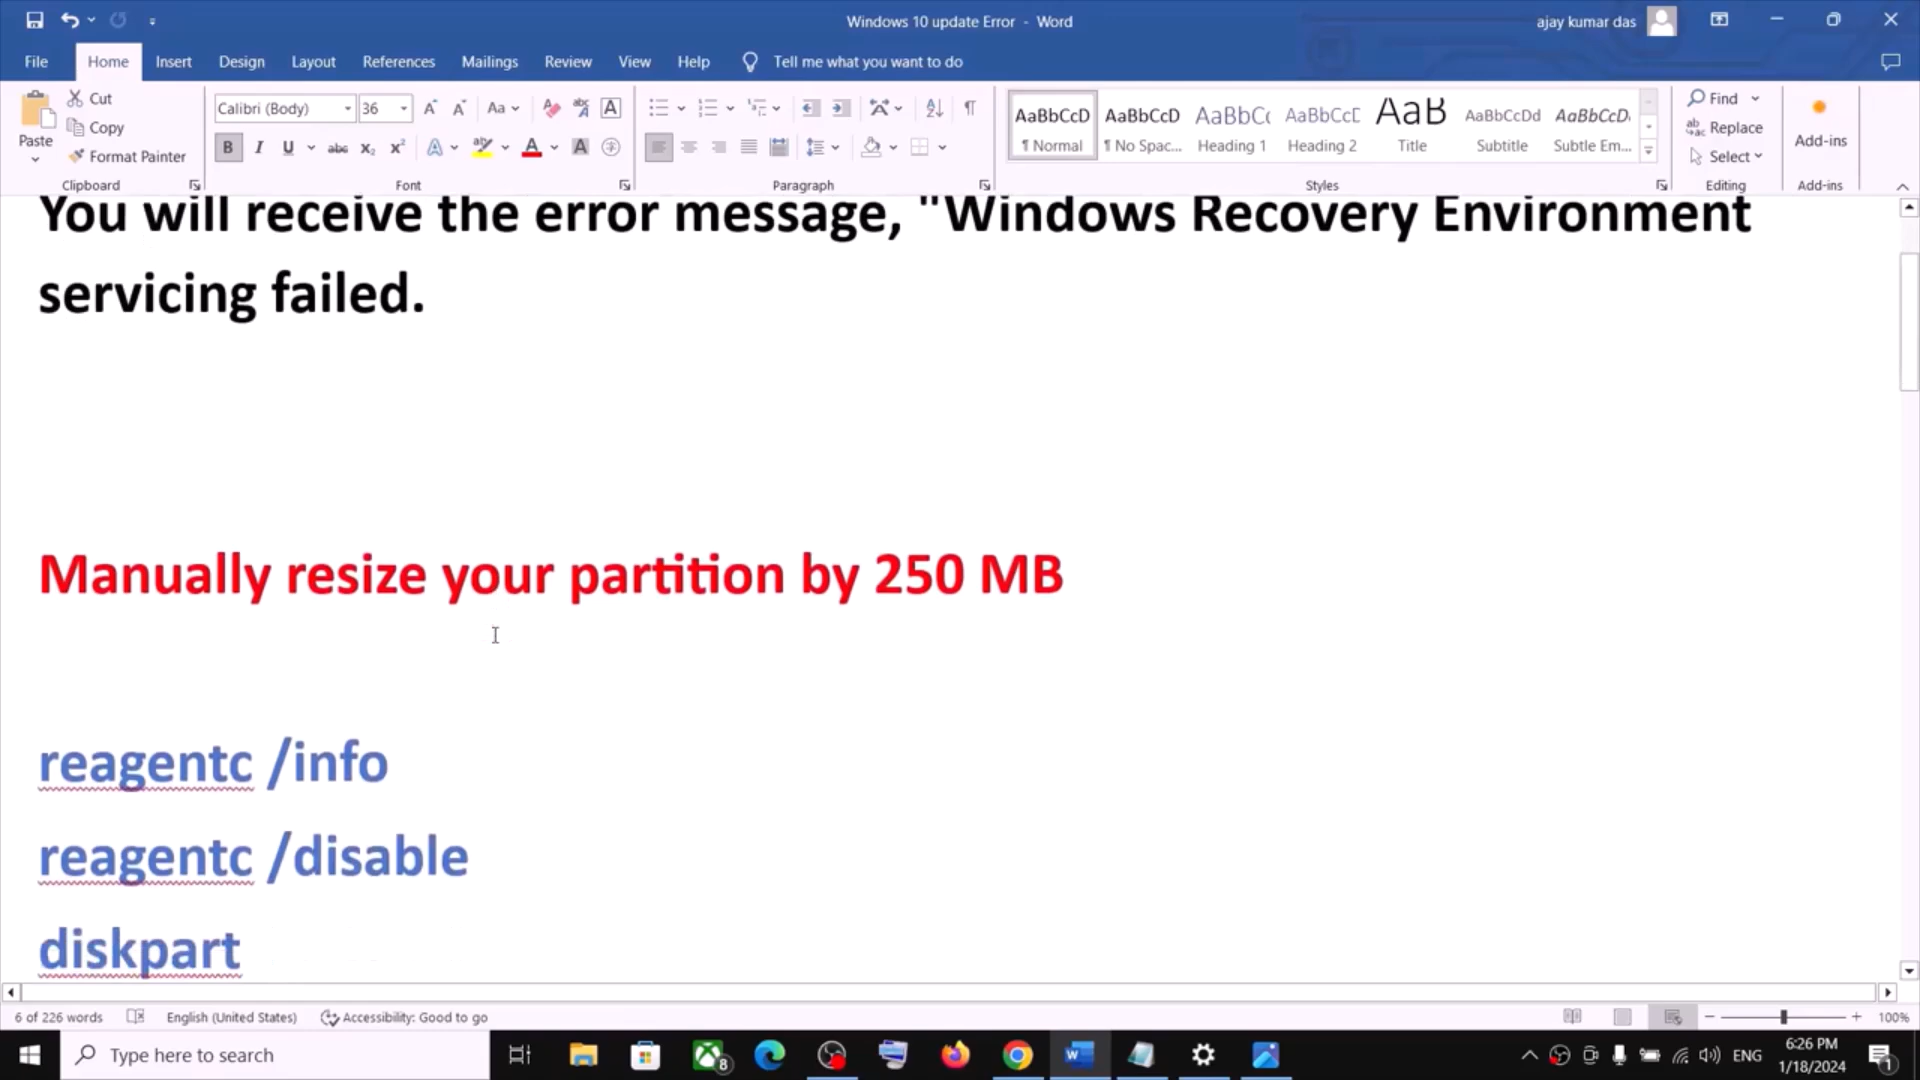 Windows 10 update Error - Word
ajay kumar das
File Home Insert Design Layout References Mailings Review View Help Tell me what you want to do
Paste
Cut
Copy
Format Painter
Clipboard
Calibri (Body) 36
Font
Paragraph
AaBbCcD AaBbCcD AaBbC AaBbCcE AaB AaBbCcDd AaBbCcD
¶ Normal ¶ No Spac... Heading 1 Heading 2 Title Subtitle Subtle Em...
Styles
Find
Replace
Select
Editing
Add-ins
Add-ins
You will receive the error message, "Windows Recovery Environment
servicing failed.
Manually resize your partition by 250 MB
reagentc /info
reagentc /disable
diskpart
6 of 226 words English (United States) Accessibility: Good to go 100%
Type here to search
8
ENG
6:26 PM
1/18/2024
1